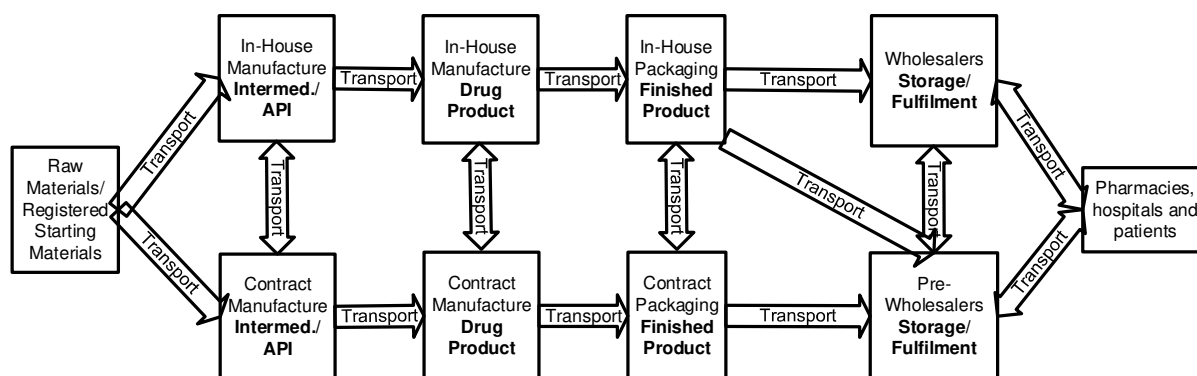 In-House
Manufacture
Intermed./
API
Transport
In-House
Manufacture
Drug
Product
Transport
In-House
Packaging
Finished
Product
Transport
Wholesalers
Storage/
Fulfilment
Transport
Transport
Raw
Materials/
Registered
Starting
Materials
Transport
Transport
Transport
Transport
Transport
Transport
Pharmacies,
hospitals and
patients
Transport
Transport
Contract
Manufacture
Intermed./
API
Transport
Contract
Manufacture
Drug
Product
Transport
Contract
Packaging
Finished
Product
Transport
Pre-
Wholesalers
Storage/
Fulfilment